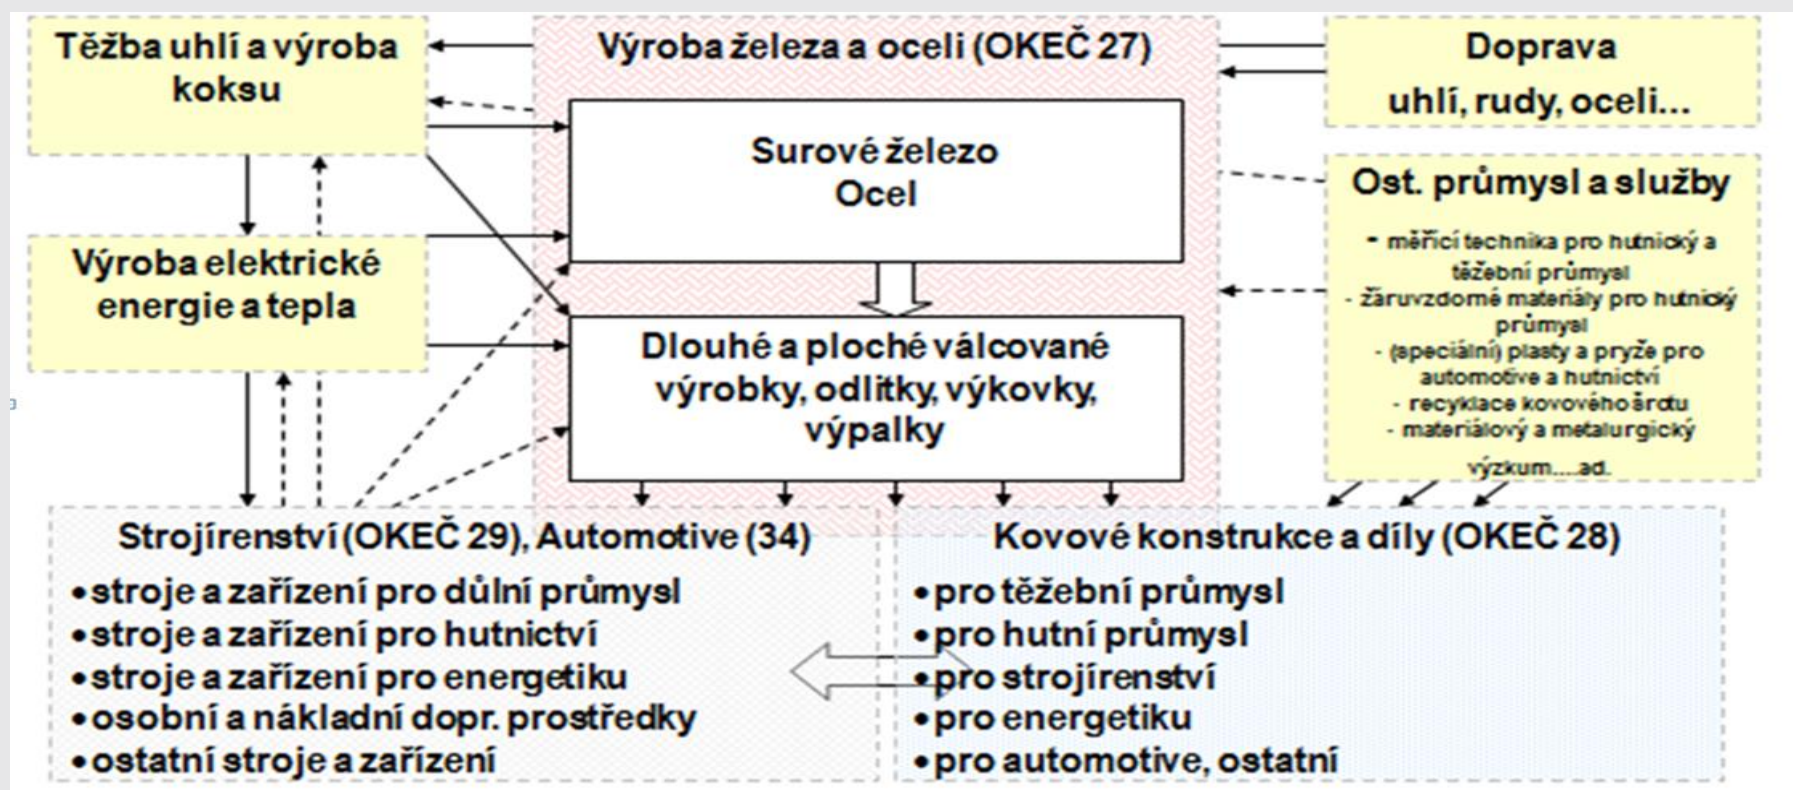 Těžba uhlí a výroba
koksu
Výroba železa a oceli (OKEČ 27)
Doprava
uhlí, rudy, oceli...
Surové železo
Ocel
Ost. průmysl a služby
- měřicí technika pro hutnický a
těžební průmysl
- žáruvzdorné materiály pro hutnický
průmysl
- (speciální) plasty a pryže pro
automotive a hutnictví
- recyklace kovového šrotu
- materiálový a metalurgický
výzkum....ad.
Výroba elektrické
energie a tepla
Dlouhé a ploché válcované
výrobky, odlitky, výkovky,
výpalky
Strojírenství (OKEČ 29), Automotive (34)
•stroje a zařízení pro důlní průmysl
•stroje a zařízení pro hutnictví
•stroje a zařízení pro energetiku
•osobní a nákladní dopr. prostředky
•ostatní stroje a zařízení
Kovové konstrukce a díly (OKEČ 28)
•pro těžební průmysl
•pro hutní průmysl
•pro strojírenství
•pro energetiku
•pro automotive, ostatní